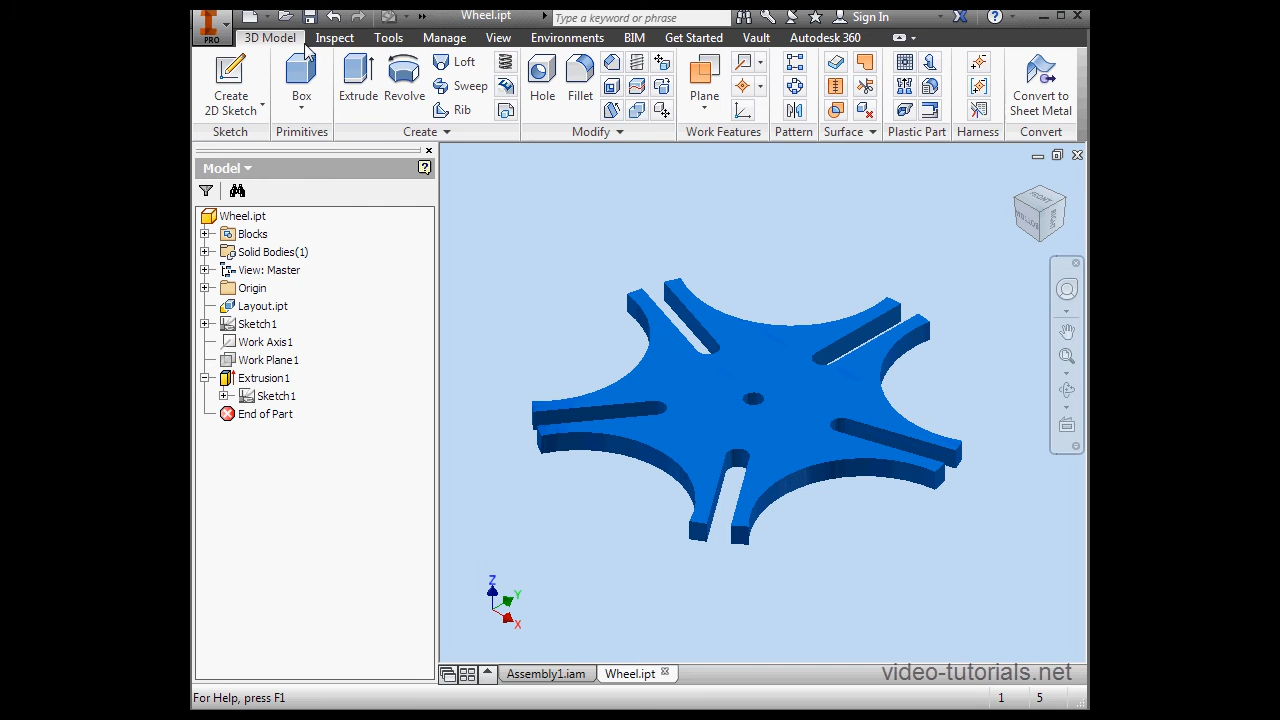 Wheel.ipt
Type a keyword or phrase
Sign In
PRO
3D Model
Inspect
Tools
Manage
View
Environments
BIM
Get Started
Vault
Autodesk 360
Create
2D Sketch
Box
Extrude
Revolve
Loft
Sweep
Rib
Hole
Fillet
Plane
Convert to
Sheet Metal
Sketch
Primitives
Create
Modify
Work Features
Pattern
Surface
Plastic Part
Harness
Convert
Model
Wheel.ipt
Blocks
Solid Bodies(1)
View: Master
Origin
Layout.ipt
Sketch1
Work Axis1
Work Plane1
Extrusion1
Sketch1
End of Part
FRONT
RIGHT
BOTTOM
Z
Y
X
Assembly1.iam
Wheel.ipt
video-tutorials.net
For Help, press F1
1
5